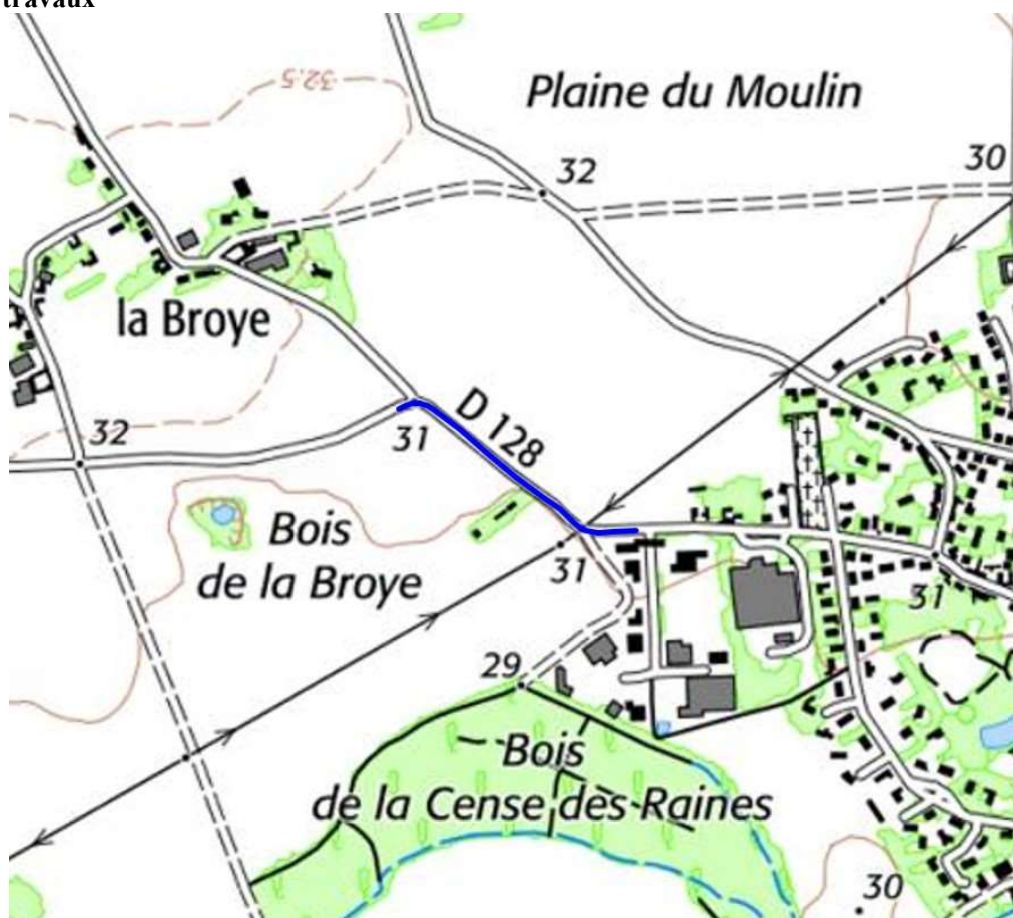 travaux
32.5
Plaine du Moulin
32
30
la Broye
D 128
32
31
Bois
de la Broye
31
31
29
Bois
de la Cense des Raines
30